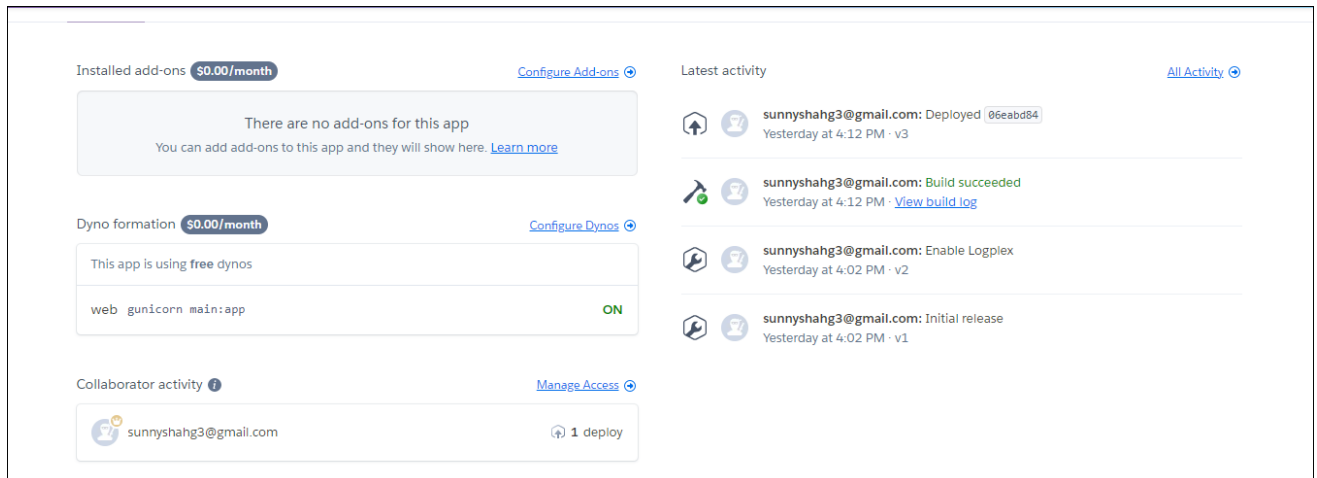 Installed add-ons $0.00/month
Configure Add-ons
There are no add-ons for this app
You can add add-ons to this app and they will show here. Learn more
Dyno formation $0.00/month
Configure Dynos
This app is using free dynos
web gunicorn main:app
ON
Collaborator activity
Manage Access
sunnyshahg3@gmail.com
1 deploy
Latest activity
All Activity
sunnyshahg3@gmail.com: Deployed 06eabd84
Yesterday at 4:12 PM · v3
sunnyshahg3@gmail.com: Build succeeded
Yesterday at 4:12 PM · View build log
sunnyshahg3@gmail.com: Enable Logplex
Yesterday at 4:02 PM · v2
sunnyshahg3@gmail.com: Initial release
Yesterday at 4:02 PM · v1